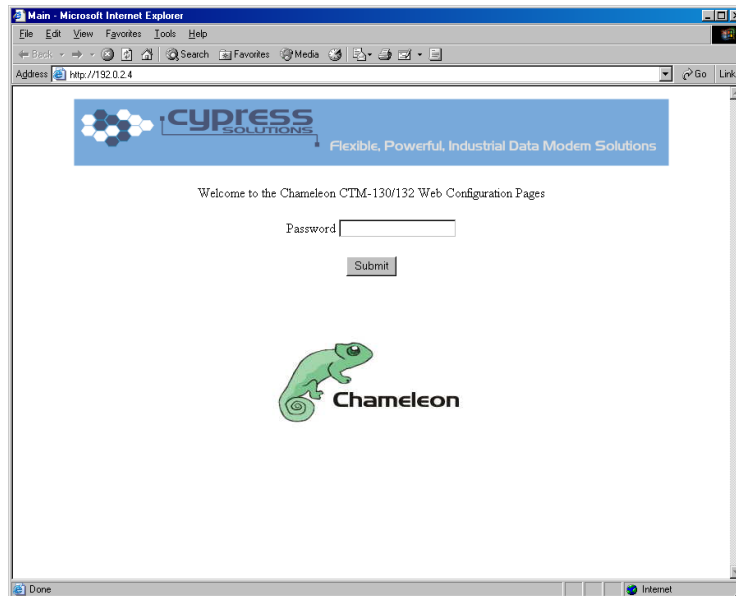 Main - Microsoft Internet Explorer
File Edit View Favorites Tools Help
Back Search Favorites Media
Address http://192.0.2.4 Go Link
cypress
SOLUTIONS
Flexible, Powerful, Industrial Data Modem Solutions
Welcome to the Chameleon CTM-130/132 Web Configuration Pages
Password
Submit
Chameleon
Done Internet